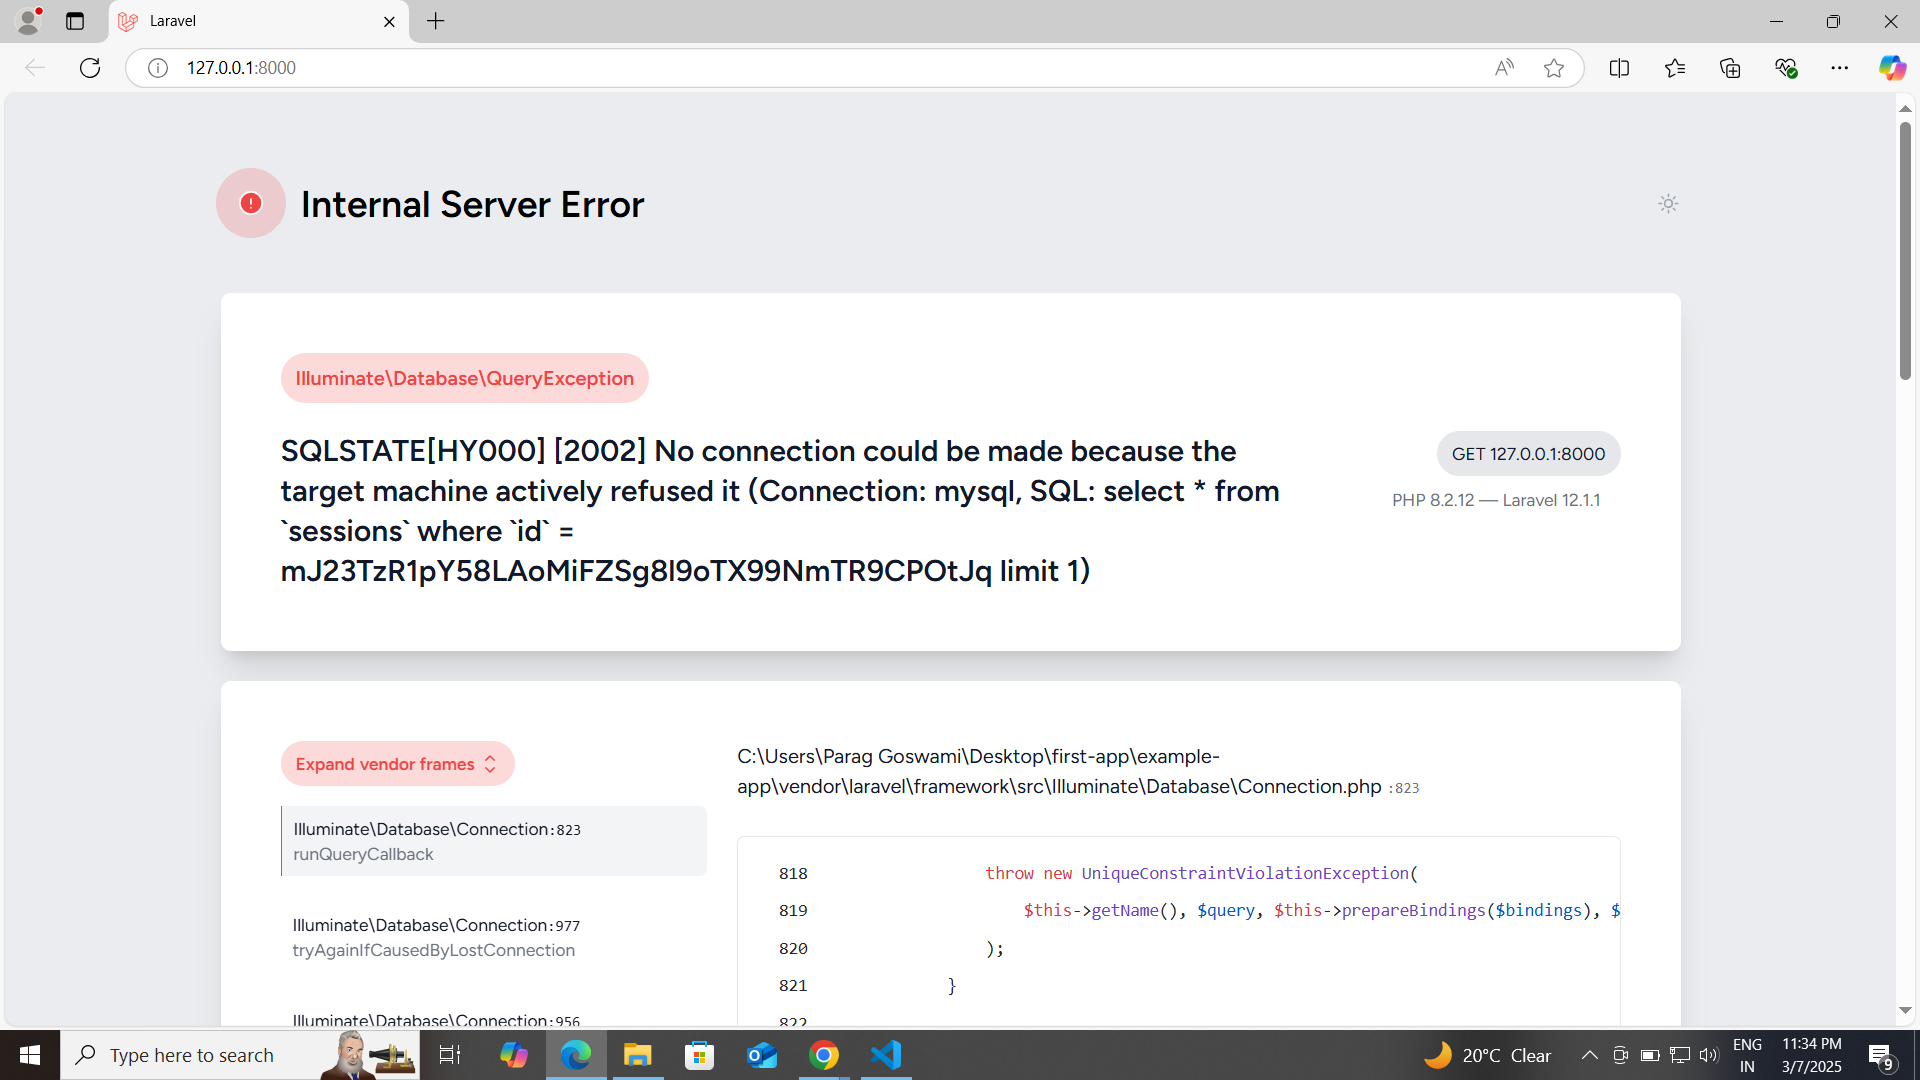 Laravel
127.0.0.1:8000
Internal Server Error
Illuminate\Database\QueryException
SQLSTATE[HY000] [2002] No connection could be made because the
target machine actively refused it (Connection: mysql, SQL: select * from
`sessions` where `id` =
mJ23TzR1pY58LAoMiFZSg8I9oTX99NmTR9CPOtJq limit 1)
GET 127.0.0.1:8000
PHP 8.2.12 — Laravel 12.1.1
Expand vendor frames
Illuminate\Database\Connection:823
runQueryCallback
Illuminate\Database\Connection:977
tryAgainIfCausedByLostConnection
Illuminate\Database\Connection:956
C:\Users\Parag Goswami\Desktop\first-app\example-
app\vendor\laravel\framework\src\Illuminate\Database\Connection.php :823
818 throw new UniqueConstraintViolationException(
819 $this->getName(), $query, $this->prepareBindings($bindings), $
820 );
821 }
822
Type here to search
20°C Clear
ENG
IN
11:34 PM
3/7/2025
9